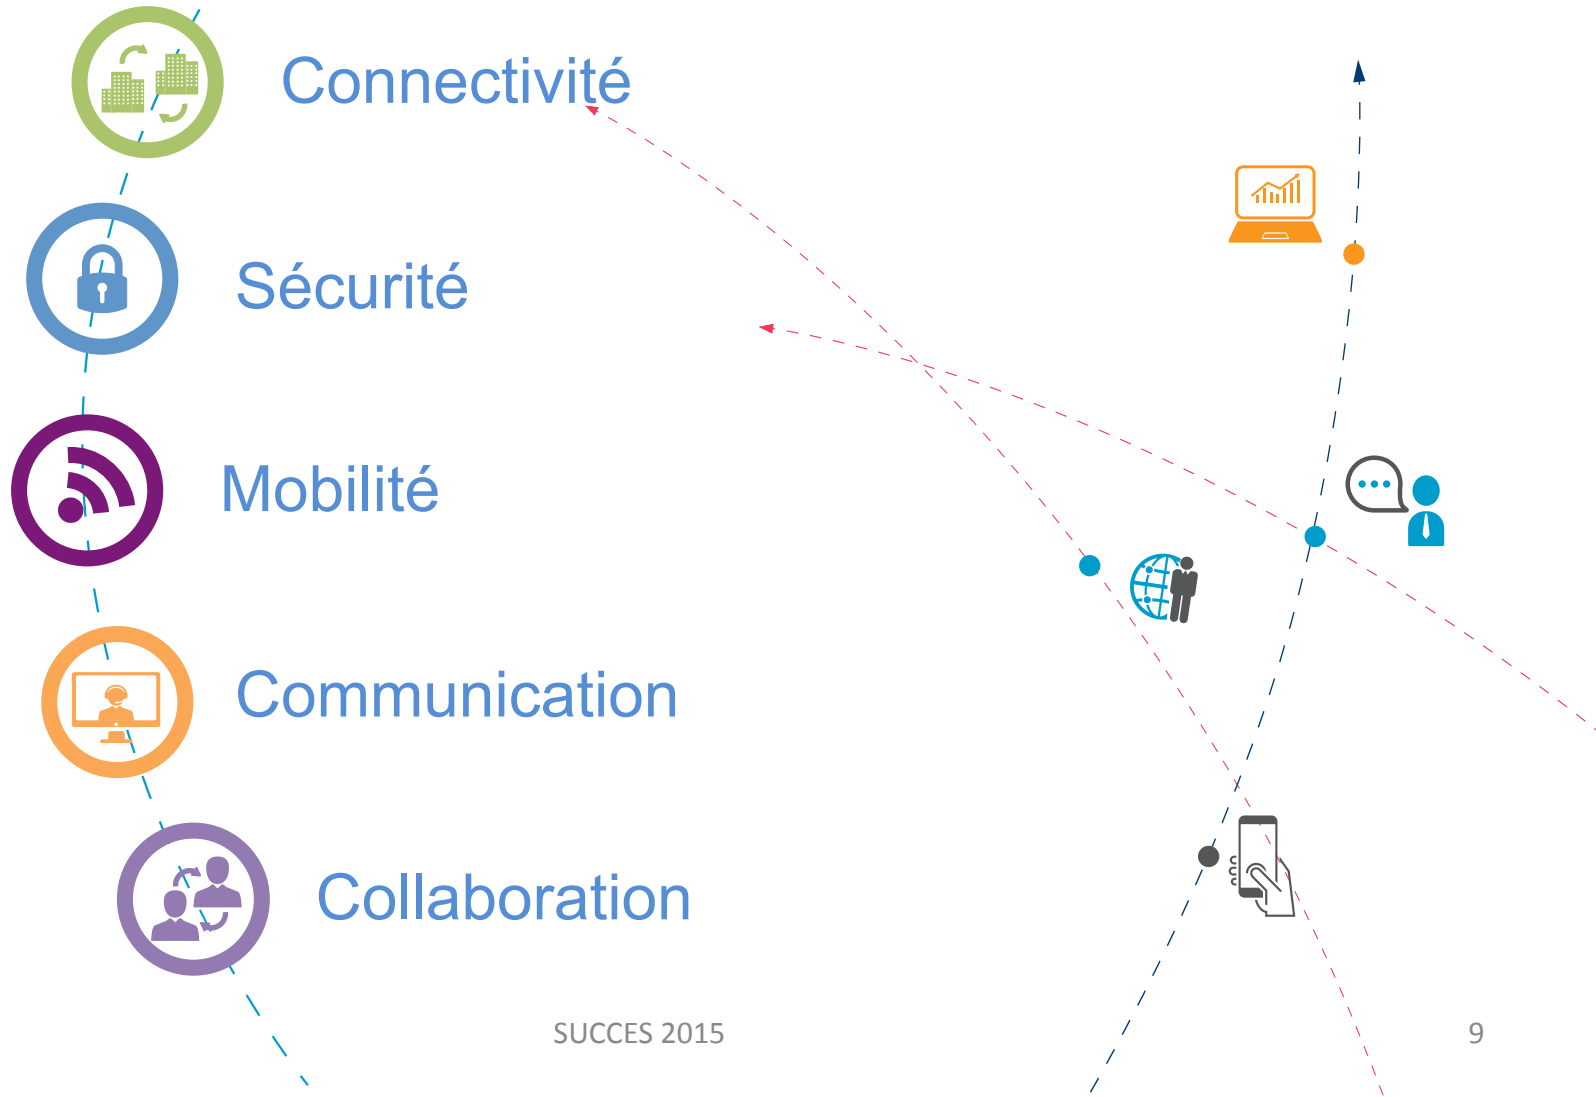 Connectivité
Sécurité
Mobilité
Communication
Collaboration
SUCCES 2015
9